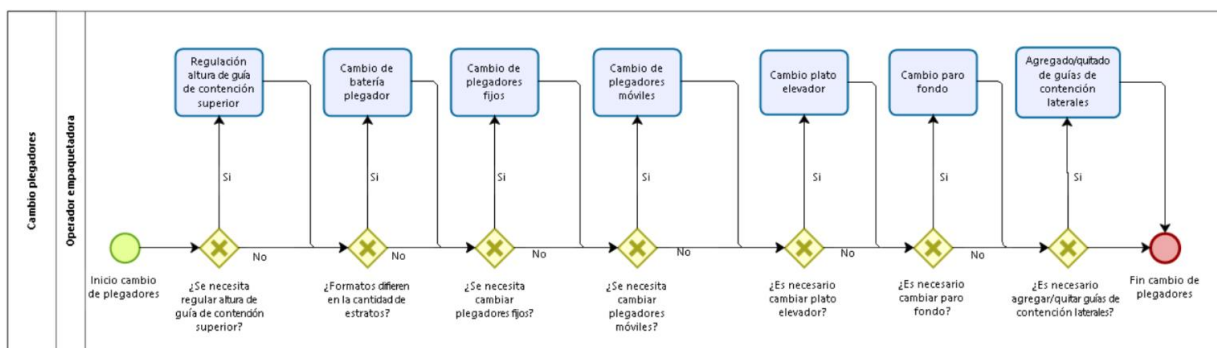 Cambio plegadores
Operador empaquetadora
Regulación
altura de guía
de contención
superior
Cambio de
batería
plegador
Cambio de
plegadores
fijos
Cambio de
plegadores
móviles
Cambio plato
elevador
Cambio paro
fondo
Agregado/quitado
de guías de
contención
laterales
Si
Si
Si
Si
Si
Si
Si
No
No
No
No
No
No
No
Inicio cambio
de plegadores
¿Se necesita
regular altura de
guía de contención
superior?
¿Formatos difieren
en la cantidad de
estratos?
¿Se necesita
cambiar
plegadores fijos?
¿Se necesita
cambiar
plegadores
móviles?
¿Es necesario
cambiar plato
elevador?
¿Es necesario
cambiar paro
fondo?
¿Es necesario
agregar/quitar guías de
contención laterales?
Fin cambio de
plegadores